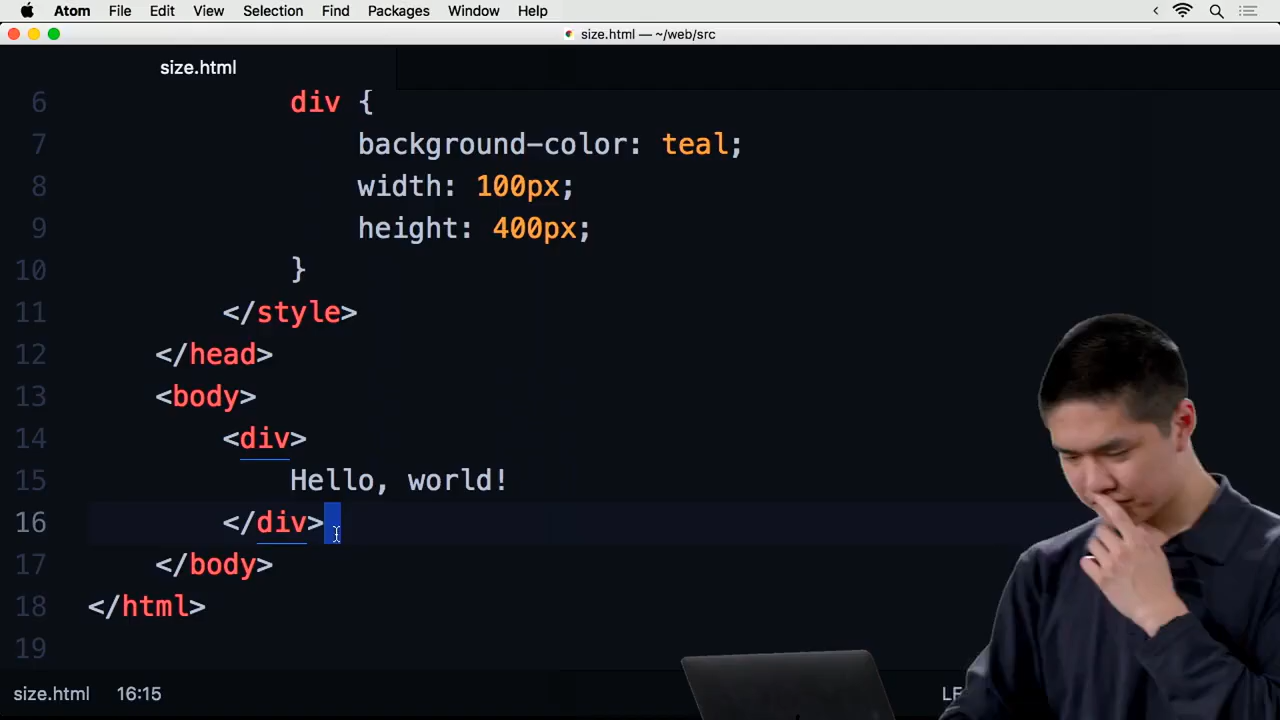 Atom File Edit View Selection Find Packages Window Help
size.html — ~/web/src
size.html
6 div {
7 background-color: teal;
8 width: 100px;
9 height: 400px;
10 }
11 </style>
12 </head>
13 <body>
14 <div>
15 Hello, world!
16 </div>
17 </body>
18 </html>
19
size.html 16:15 LF